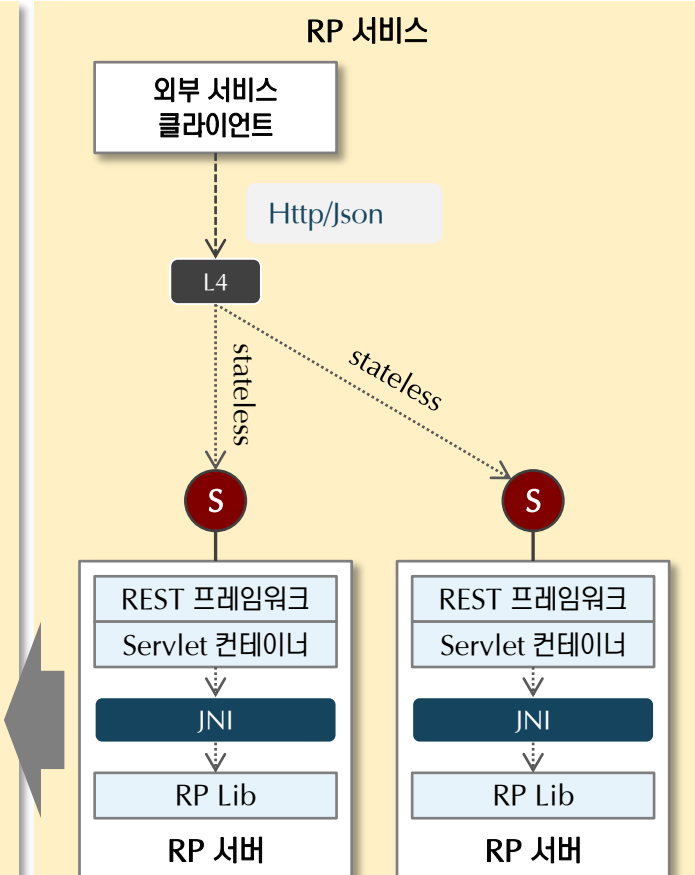 RP 서비스
외부 서비스
클라이언트
Http/Json
L4
stateless
stateless
S
S
REST 프레임워크
Servlet 컨테이너
JNI
RP Lib
RP 서버
REST 프레임워크
Servlet 컨테이너
JNI
RP Lib
RP 서버